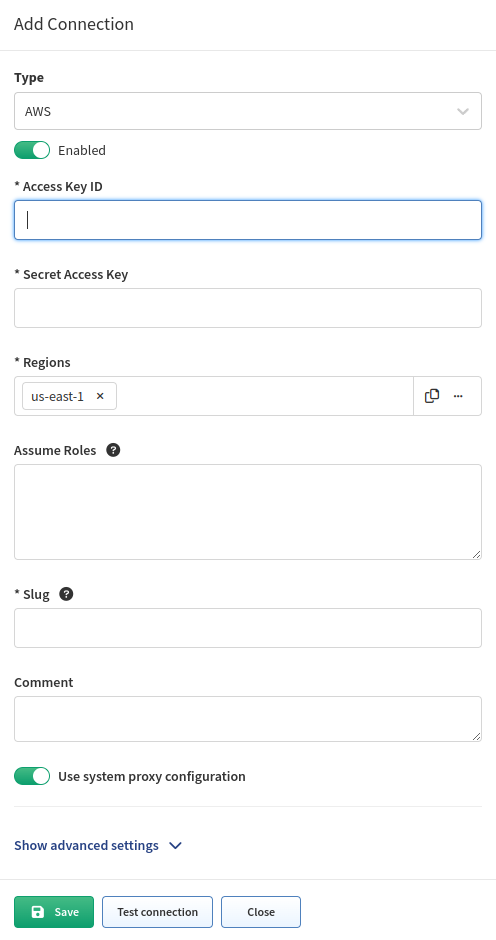 Add Connection
Type
AWS
Enabled
* Access Key ID
* Secret Access Key
* Regions
us-east-1 ×
Assume Roles ?
* Slug ?
Comment
Use system proxy configuration
Show advanced settings
Save Test connection Close